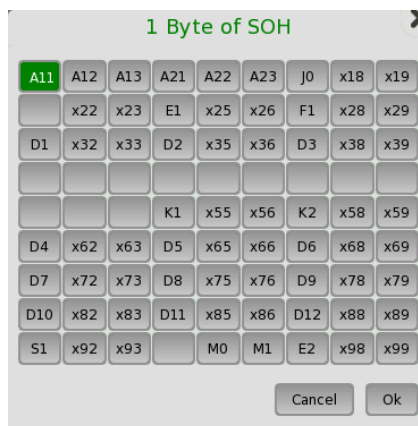 1 Byte of SOH
A11 A12 A13 A21 A22 A23 J0 x18 x19
x22 x23 E1 x25 x26 F1 x28 x29
D1 x32 x33 D2 x35 x36 D3 x38 x39
K1 x55 x56 K2 x58 x59
D4 x62 x63 D5 x65 x66 D6 x68 x69
D7 x72 x73 D8 x75 x76 D9 x78 x79
D10 x82 x83 D11 x85 x86 D12 x88 x89
S1 x92 x93 M0 M1 E2 x98 x99
Cancel Ok